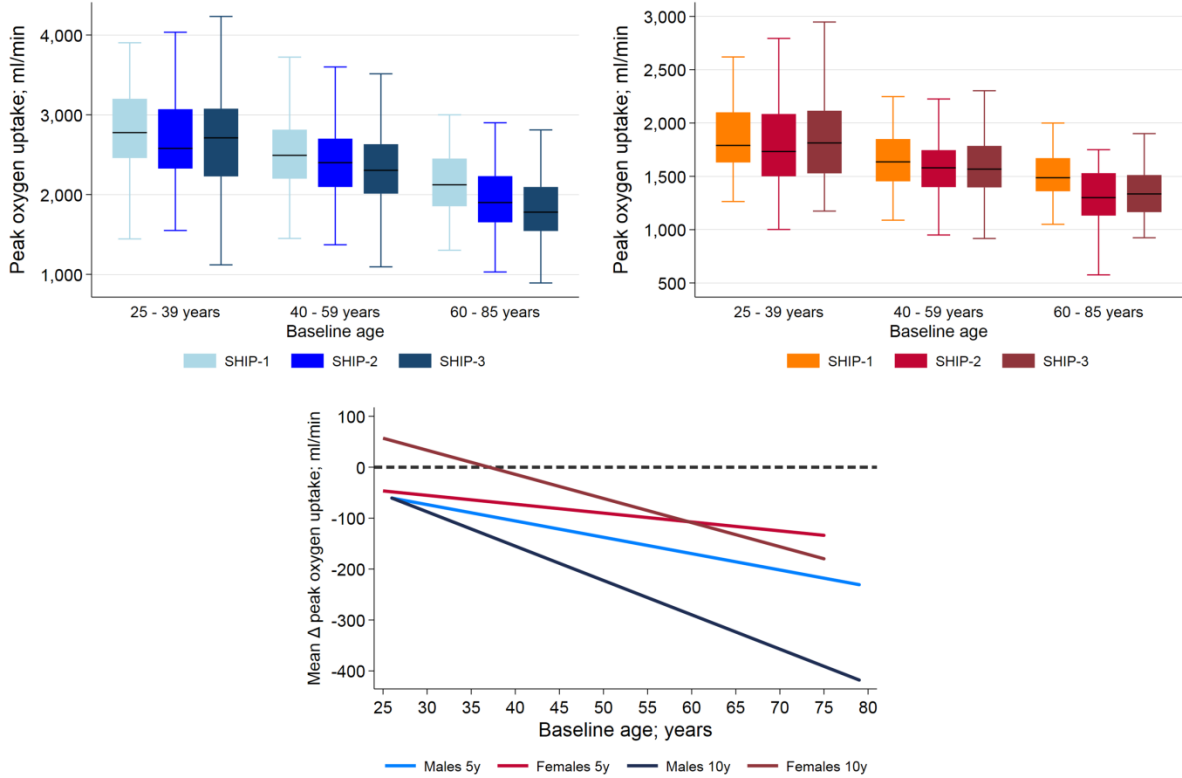 Peak oxygen uptake; ml/min
4,000
3,000
2,000
1,000
25 - 39 years 40 - 59 years 60 - 85 years
Baseline age
SHIP-1 SHIP-2 SHIP-3
Peak oxygen uptake; ml/min
3,000
2,500
2,000
1,500
1,000
500
25 - 39 years 40 - 59 years 60 - 85 years
Baseline age
SHIP-1 SHIP-2 SHIP-3
Mean Δ peak oxygen uptake; ml/min
100
0
-100
-200
-300
-400
25 30 35 40 45 50 55 60 65 70 75 80
Baseline age; years
Males 5y Females 5y Males 10y Females 10y